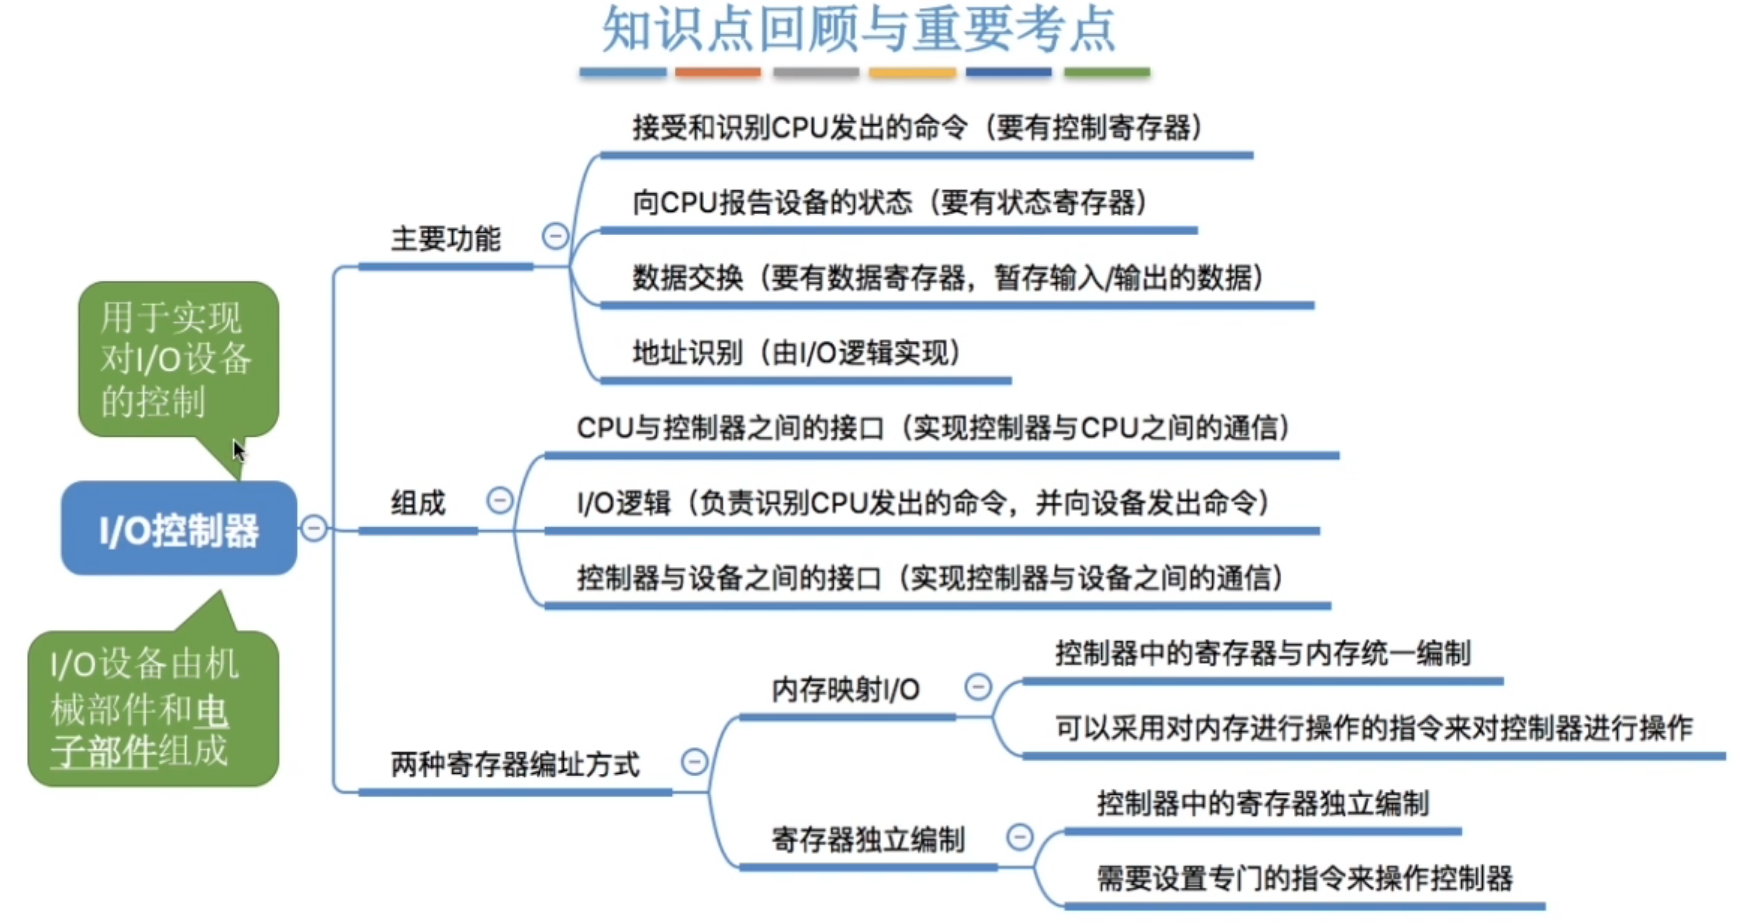 知识点回顾与重要考点
接受和识别CPU发出的命令（要有控制寄存器）
向CPU报告设备的状态（要有状态寄存器）
主要功能
数据交换（要有数据寄存器，暂存输入/输出的数据）
地址识别（由I/O逻辑实现）
用于实现
对I/O设备
的控制
CPU与控制器之间的接口（实现控制器与CPU之间的通信）
组成
I/O逻辑（负责识别CPU发出的命令，并向设备发出命令）
I/O控制器
控制器与设备之间的接口（实现控制器与设备之间的通信）
I/O设备由机
械部件和电
子部件组成
控制器中的寄存器与内存统一编制
内存映射I/O
可以采用对内存进行操作的指令来对控制器进行操作
两种寄存器编址方式
控制器中的寄存器独立编制
寄存器独立编制
需要设置专门的指令来操作控制器